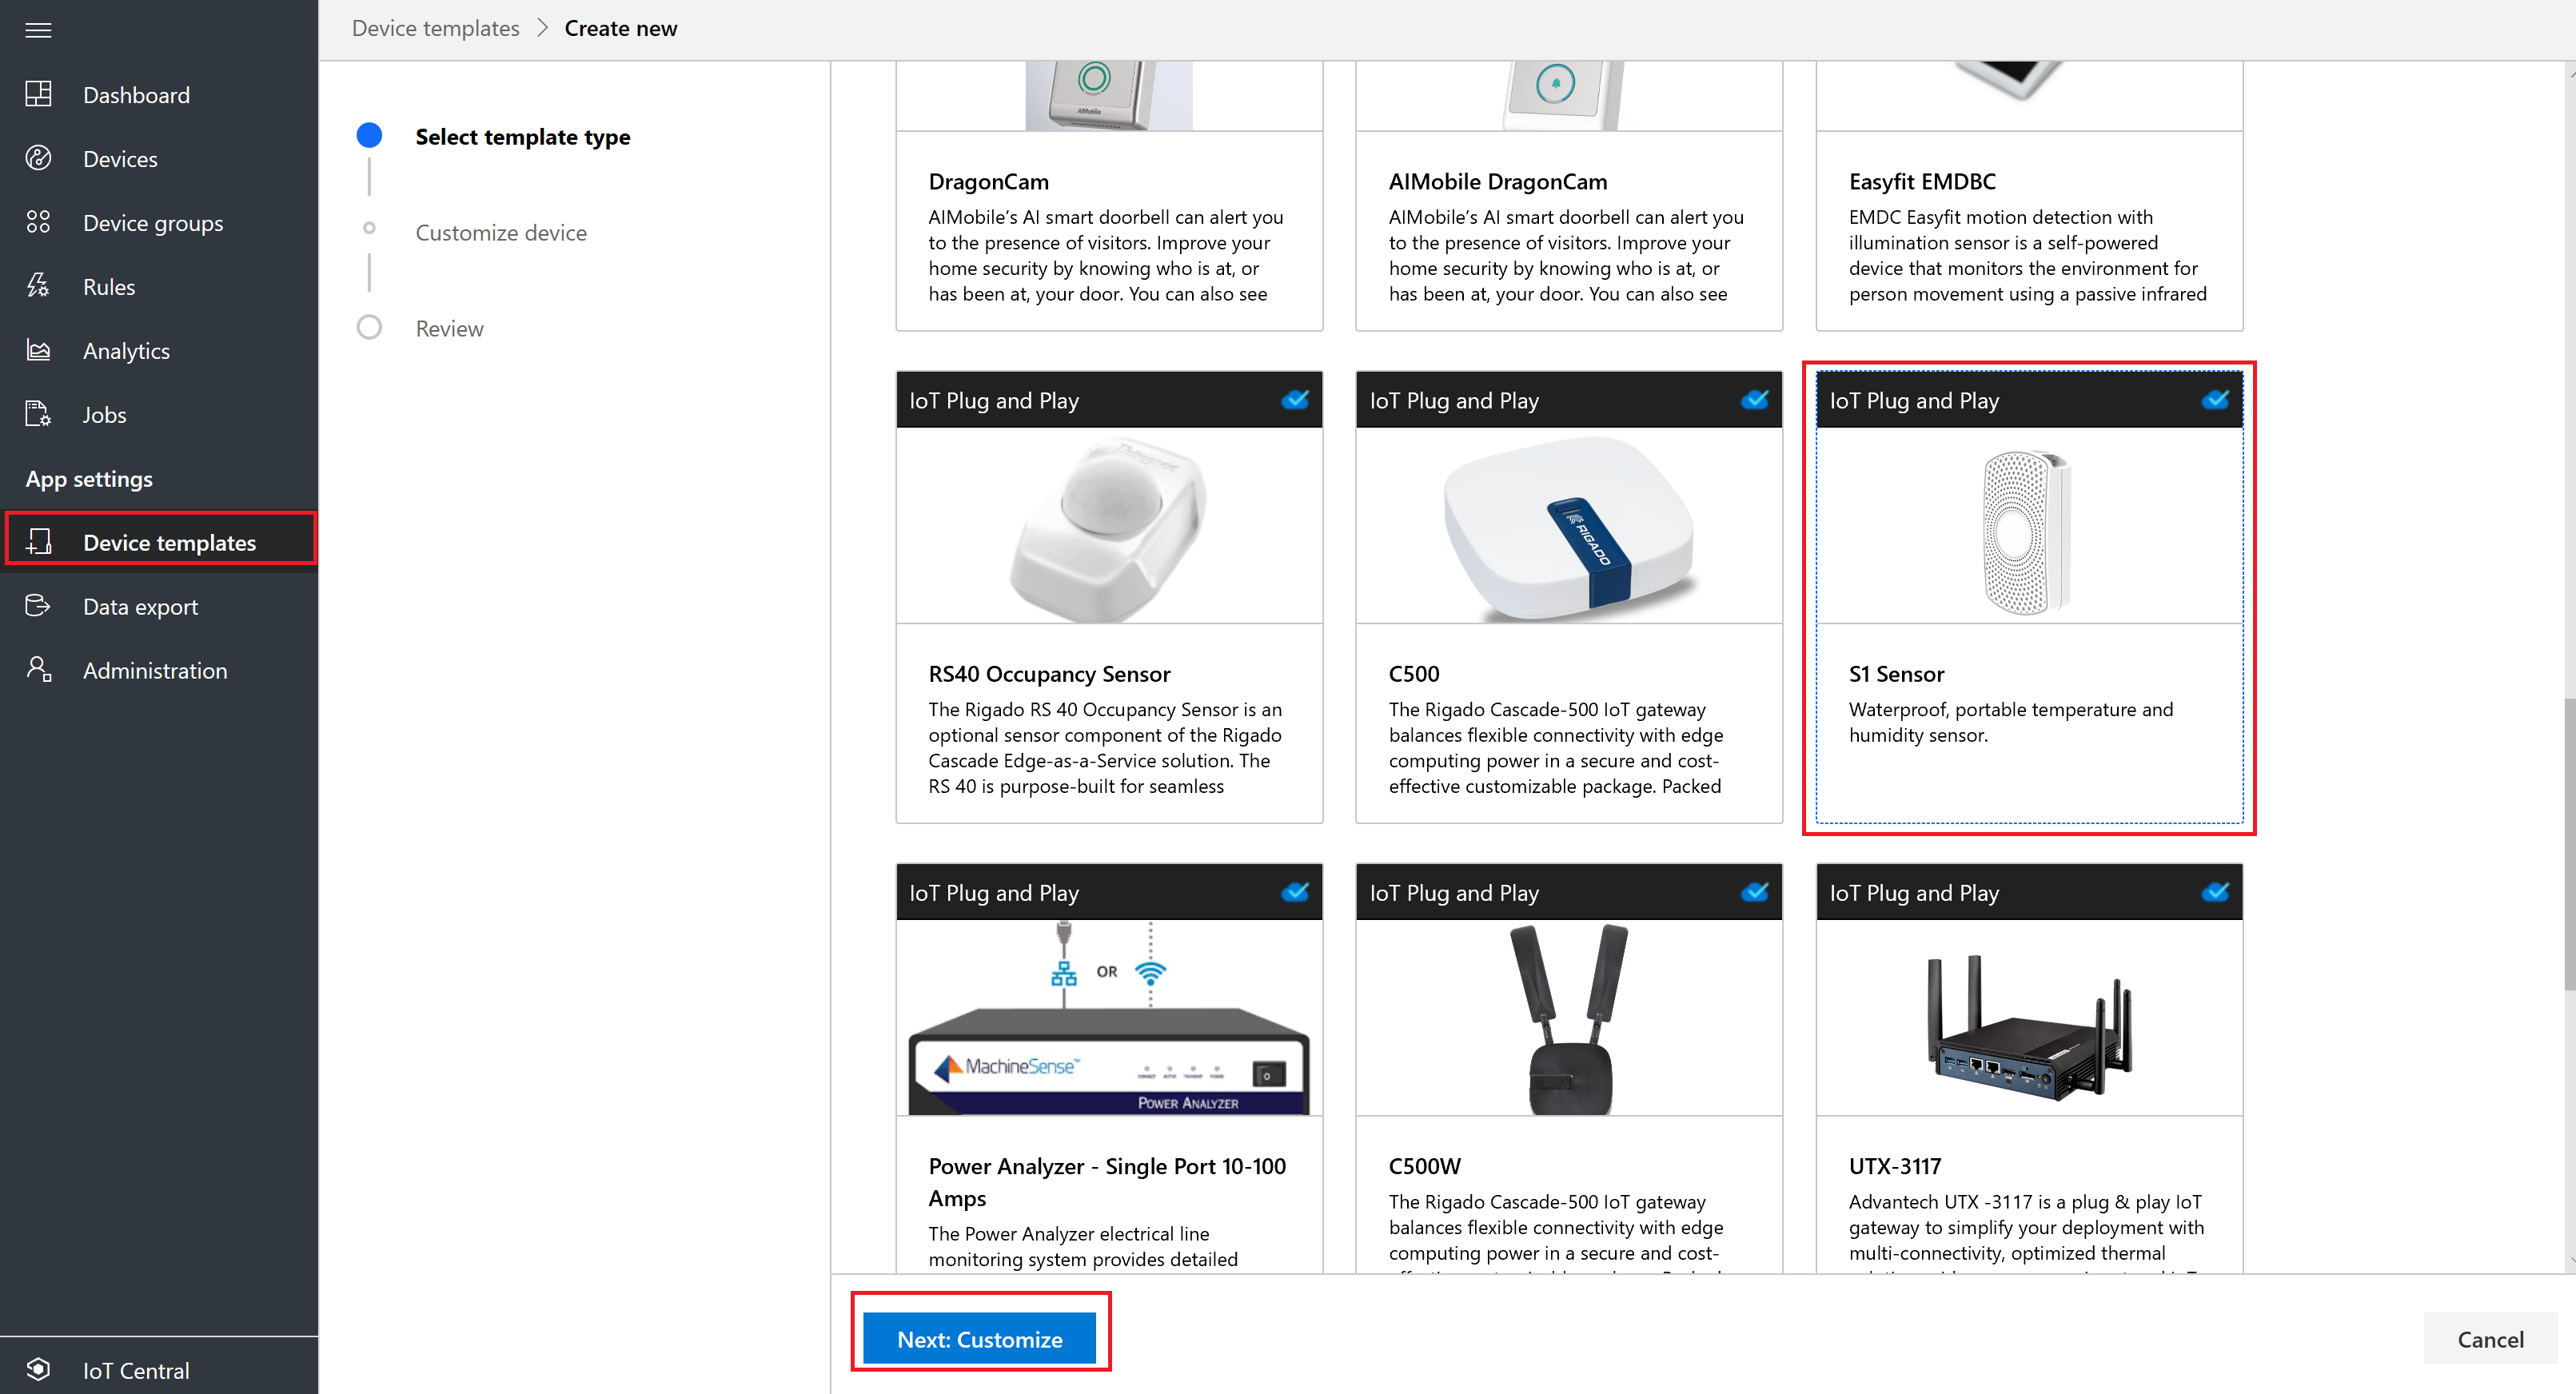 Device templates > Create new
Dashboard
Devices
Device groups
Rules
Analytics
Jobs
App settings
Device templates
Data export
Administration
IoT Central
Select template type
Customize device
Review
AIMobile
DragonCam
AIMobile's AI smart doorbell can alert you
to the presence of visitors. Improve your
home security by knowing who is at, or
has been at, your door. You can also see
AIMobile DragonCam
AIMobile's AI smart doorbell can alert you
to the presence of visitors. Improve your
home security by knowing who is at, or
has been at, your door. You can also see
Easyfit EMDBC
EMDC Easyfit motion detection with
illumination sensor is a self-powered
device that monitors the environment for
person movement using a passive infrared
IoT Plug and Play
RS40 Occupancy Sensor
The Rigado RS 40 Occupancy Sensor is an
optional sensor component of the Rigado
Cascade Edge-as-a-Service solution. The
RS 40 is purpose-built for seamless
IoT Plug and Play
RIGADO
C500
The Rigado Cascade-500 IoT gateway
balances flexible connectivity with edge
computing power in a secure and cost-
effective customizable package. Packed
IoT Plug and Play
S1 Sensor
Waterproof, portable temperature and
humidity sensor.
IoT Plug and Play
OR
MachineSense™
POWER ANALYZER
Power Analyzer - Single Port 10-100
Amps
The Power Analyzer electrical line
monitoring system provides detailed
IoT Plug and Play
C500W
The Rigado Cascade-500 IoT gateway
balances flexible connectivity with edge
computing power in a secure and cost-
IoT Plug and Play
UTX-3117
Advantech UTX -3117 is a plug & play IoT
gateway to simplify your deployment with
multi-connectivity, optimized thermal
Next: Customize
Cancel